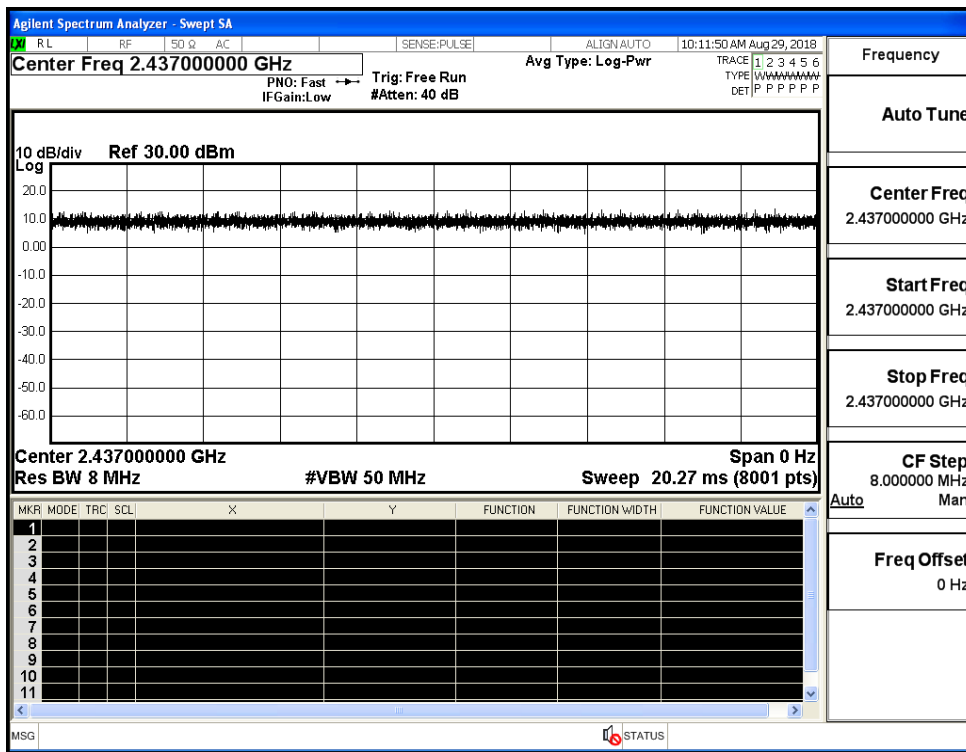 Agilent Spectrum Analyzer - Swept SA
LXI RL RF 50 Ω AC SENSE:PULSE ALIGN AUTO 10:11:50 AM Aug 29, 2018
Center Freq 2.437000000 GHz
PNO: Fast
IFGain:Low
Trig: Free Run
#Atten: 40 dB
Avg Type: Log-Pwr
TRACE 1 2 3 4 5 6
TYPE WWWWWW
DET P P P P P P
10 dB/div Ref 30.00 dBm
Log
20.0
10.0
0.00
-10.0
-20.0
-30.0
-40.0
-50.0
-60.0
Center 2.437000000 GHz Span 0 Hz
Res BW 8 MHz #VBW 50 MHz Sweep 20.27 ms (8001 pts)
MKR MODE TRC SCL X Y FUNCTION FUNCTION WIDTH FUNCTION VALUE
1
2
3
4
5
6
7
8
9
10
11
MSG STATUS
Frequency
Auto Tune
Center Freq
2.437000000 GHz
Start Freq
2.437000000 GHz
Stop Freq
2.437000000 GHz
CF Step
8.000000 MHz
Auto Man
Freq Offset
0 Hz